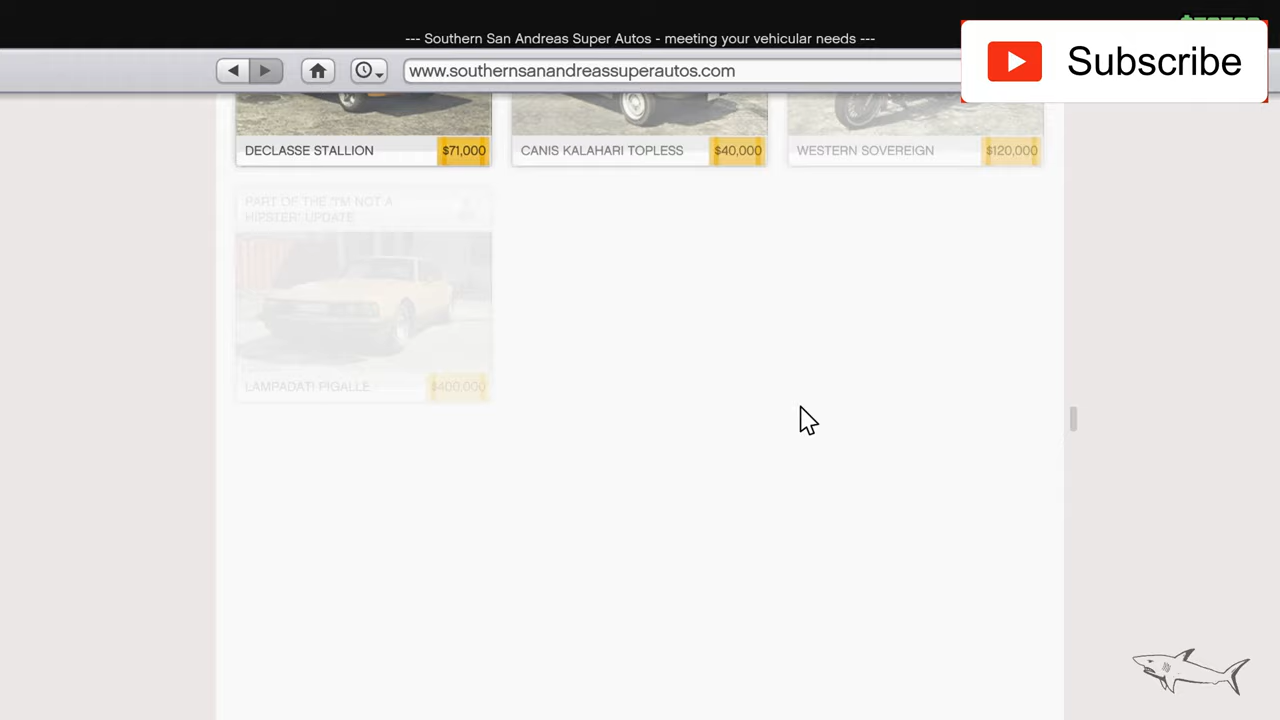 --- Southern San Andreas Super Autos - meeting your vehicular needs ---
www.southernsanandreassuperautos.com
Subscribe
DECLASSE STALLION $71,000
CANIS KALAHARI TOPLESS $40,000
WESTERN SOVEREIGN $120,000
PART OF THE "I'M NOT A
HIPSTER" UPDATE
LAMPADATI PIGALLE $400,000